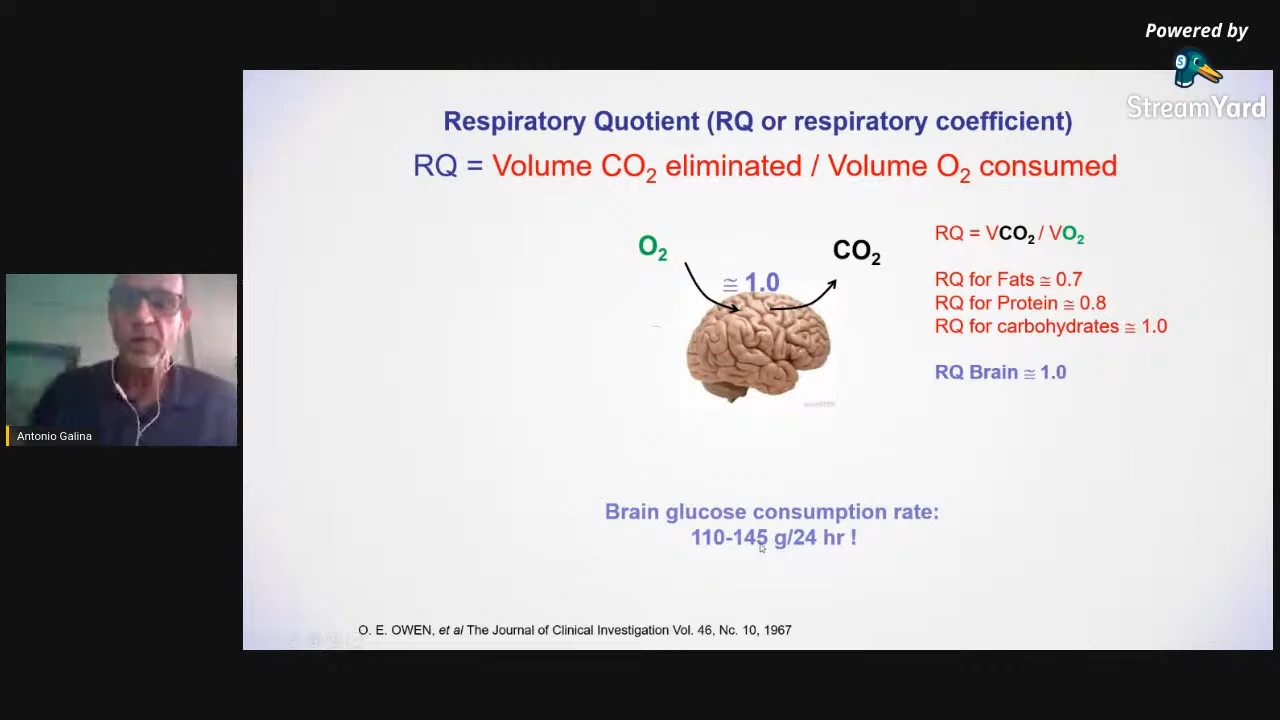 Powered by
StreamYard
Respiratory Quotient (RQ or respiratory coefficient)
RQ = Volume CO₂ eliminated / Volume O₂ consumed
O₂
CO₂
≅ 1.0
RQ = VCO₂ / VO₂
RQ for Fats ≅ 0.7
RQ for Protein ≅ 0.8
RQ for carbohydrates ≅ 1.0
RQ Brain ≅ 1.0
Antonio Galina
Brain glucose consumption rate:
110-145 g/24 hr !
O. E. OWEN, et al The Journal of Clinical Investigation Vol. 46, Nc. 10, 1967